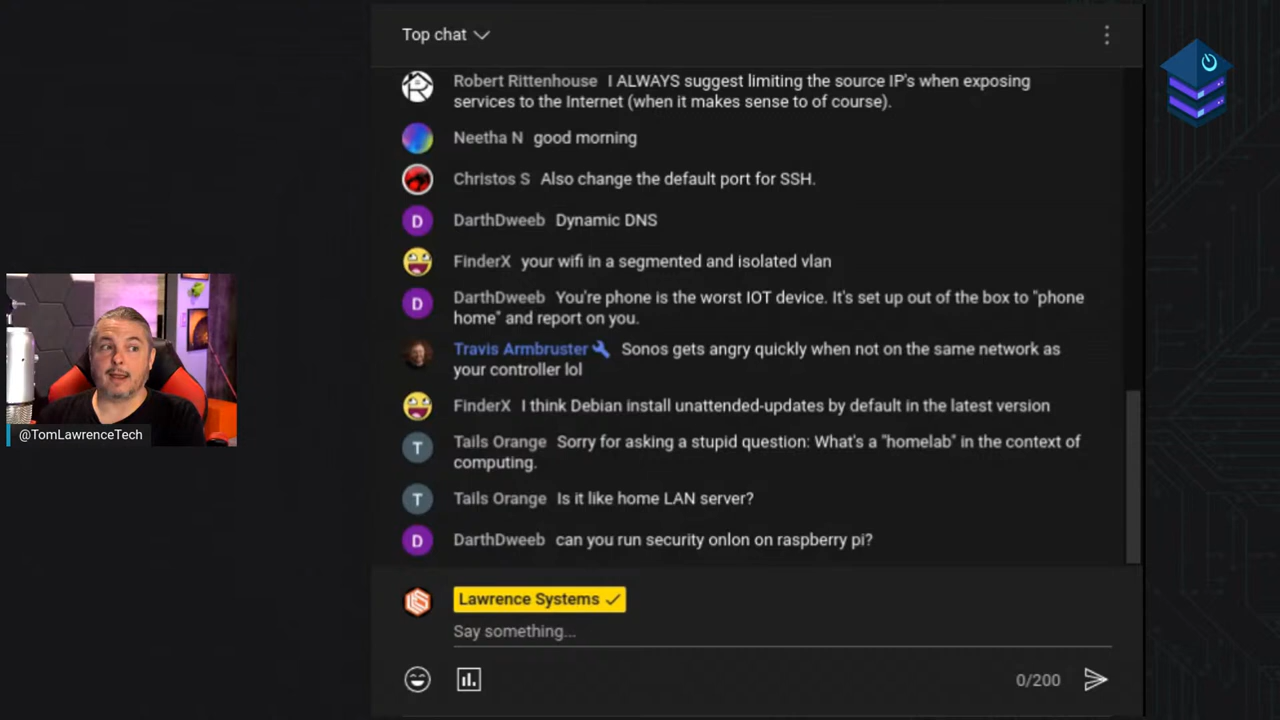 Top chat
Robert Rittenhouse I ALWAYS suggest limiting the source IP's when exposing
services to the Internet (when it makes sense to of course).
Neetha N good morning
Christos S Also change the default port for SSH.
D DarthDweeb Dynamic DNS
FinderX your wifi in a segmented and isolated vlan
D DarthDweeb You're phone is the worst IOT device. It's set up out of the box to "phone
home" and report on you.
Travis Armbruster Sonos gets angry quickly when not on the same network as
your controller lol
FinderX I think Debian install unattended-updates by default in the latest version
T Tails Orange Sorry for asking a stupid question: What's a "homelab" in the context of
computing.
T Tails Orange Is it like home LAN server?
D DarthDweeb can you run security onlon on raspberry pi?
@TomLawrenceTech
Lawrence Systems
Say something...
0/200